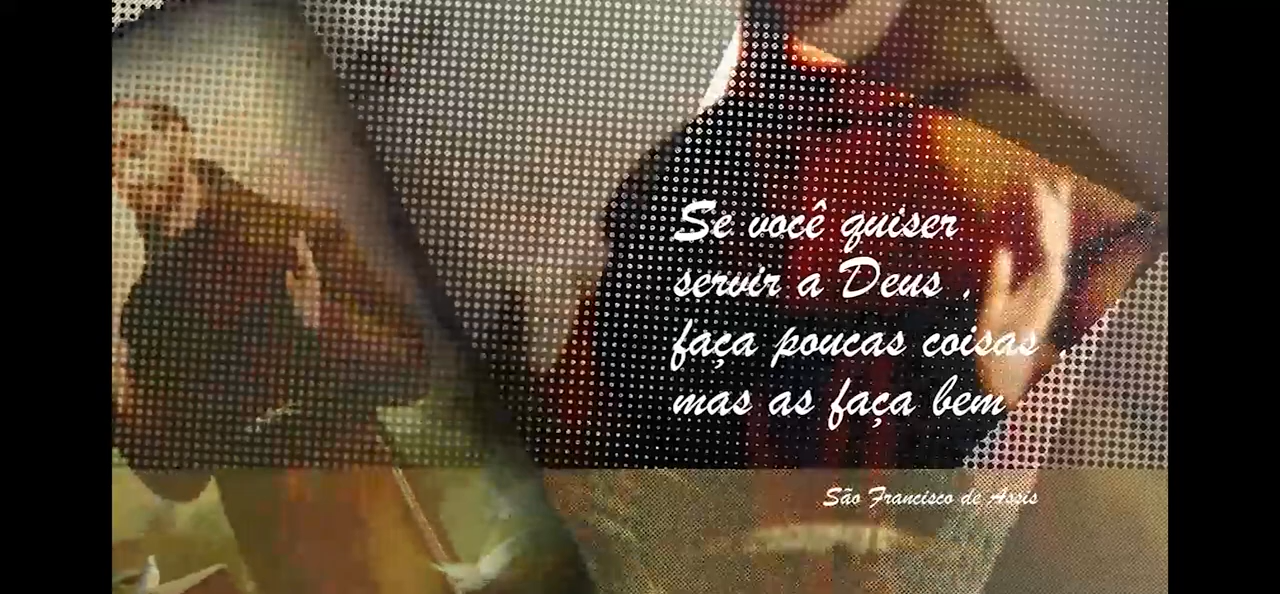 Se você quiser
servir a Deus ,
faça poucas coisas ,
mas as faça bem
São Francisco de Assis